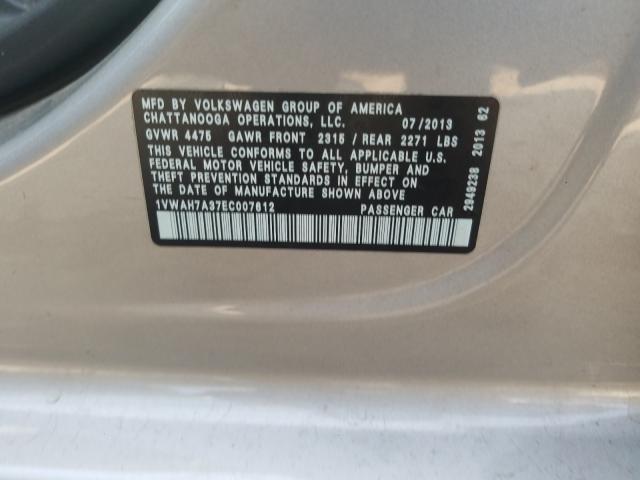 MFD BY VOLKSWAGEN GROUP OF AMERICA
CHATTANOOGA OPERATIONS, LLC. 07/2013
GVWR 4475 GAWR FRONT 2315 / REAR 2271 LBS
THIS VEHICLE CONFORMS TO ALL APPLICABLE U.S.
FEDERAL MOTOR VEHICLE SAFETY, BUMPER AND
THEFT PREVENTION STANDARDS IN EFFECT ON
THE DATE OF MANUFACTURE SHOWN ABOVE
1VWAH7A37EC007612 PASSENGER CAR
2949238 2013 62